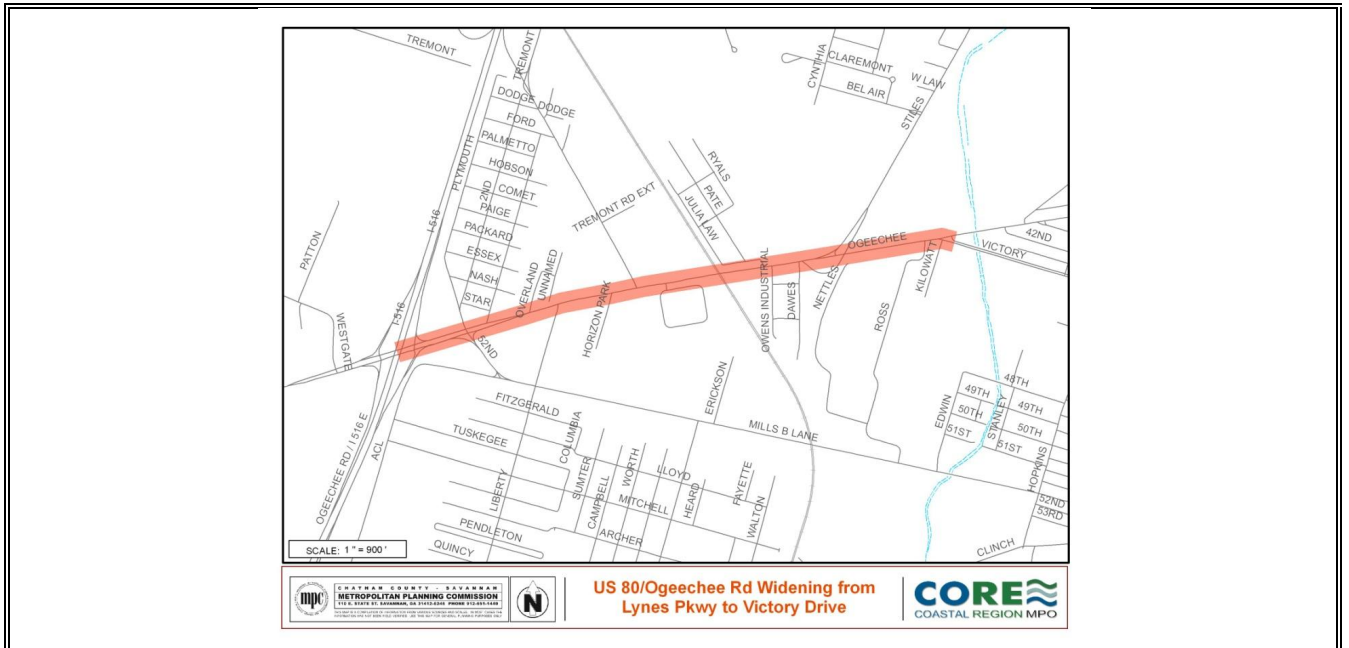 TREMONT
TREMONT
CYNTHIA
CLAREMONT
W LAW
BEL AIR
STILES
DODGE
DODGE
FORD
PALMETTO
PLYMOUTH
HOBSON
2ND
COMET
PAIGE
PACKARD
ESSEX
NASH
STAR
I-516
I-516
PATTON
WESTGATE
RYALS
PATE
JULIA LAW
TREMONT RD EXT
OVERLAND
UNNAMED
HORIZON PARK
52ND
OWENS INDUSTRIAL
DAWES
NETTLES
OGEECHEE
ROSS
KILOWATT
42ND
VICTORY
ERICKSON
MILLS B LANE
FITZGERALD
TUSKEGEE
COLUMBIA
LIBERTY
SUMTER
CAMPBELL
WORTH
LLOYD
MITCHELL
HEARD
FAYETTE
WALTON
ARCHER
PENDLETON
QUINCY
OGEECHEE RD / I 516 E
ACL
EDWIN
48TH
49TH
49TH
50TH
50TH
51ST
51ST
STANLEY
HOPKINS
52ND
53RD
CLINCH
SCALE: 1 " = 900 '
mpc
CHATHAM COUNTY - SAVANNAH
METROPOLITAN PLANNING COMMISSION
N
US 80/Ogeechee Rd Widening from
Lynes Pkwy to Victory Drive
CORE
COASTAL REGION MPO